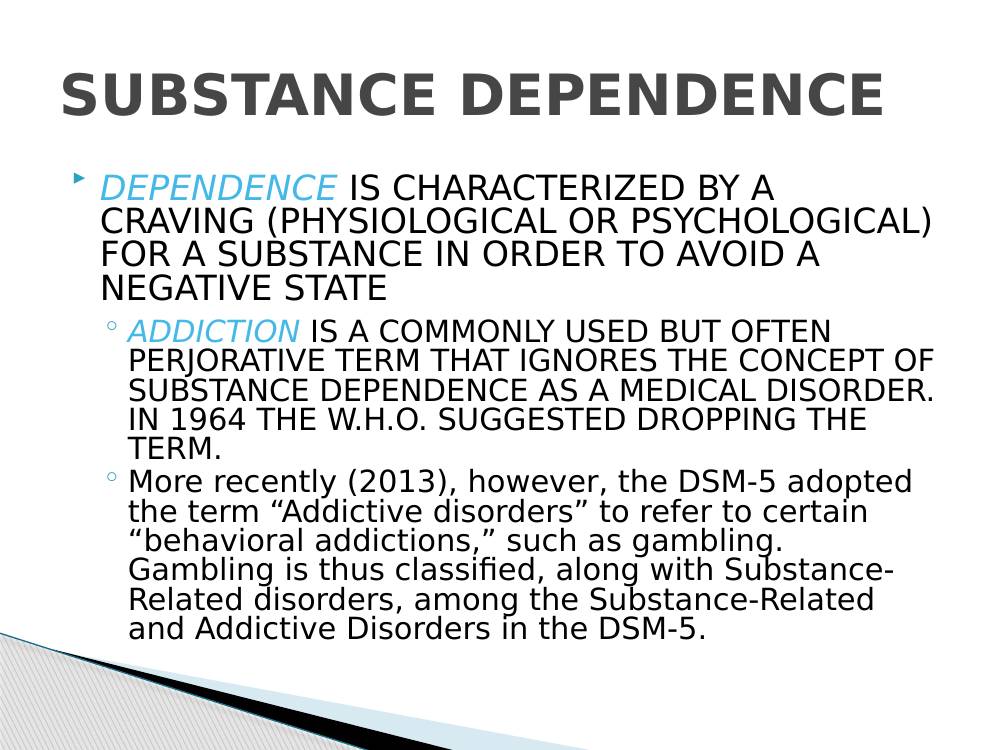 SUBSTANCE DEPENDENCE
DEPENDENCE IS CHARACTERIZED BY A
CRAVING (PHYSIOLOGICAL OR PSYCHOLOGICAL)
FOR A SUBSTANCE IN ORDER TO AVOID A
NEGATIVE STATE
ADDICTION IS A COMMONLY USED BUT OFTEN
PERJORATIVE TERM THAT IGNORES THE CONCEPT OF
SUBSTANCE DEPENDENCE AS A MEDICAL DISORDER.
IN 1964 THE W.H.O. SUGGESTED DROPPING THE
TERM.
More recently (2013), however, the DSM-5 adopted
the term “Addictive disorders” to refer to certain
“behavioral addictions,” such as gambling.
Gambling is thus classified, along with Substance-
Related disorders, among the Substance-Related
and Addictive Disorders in the DSM-5.